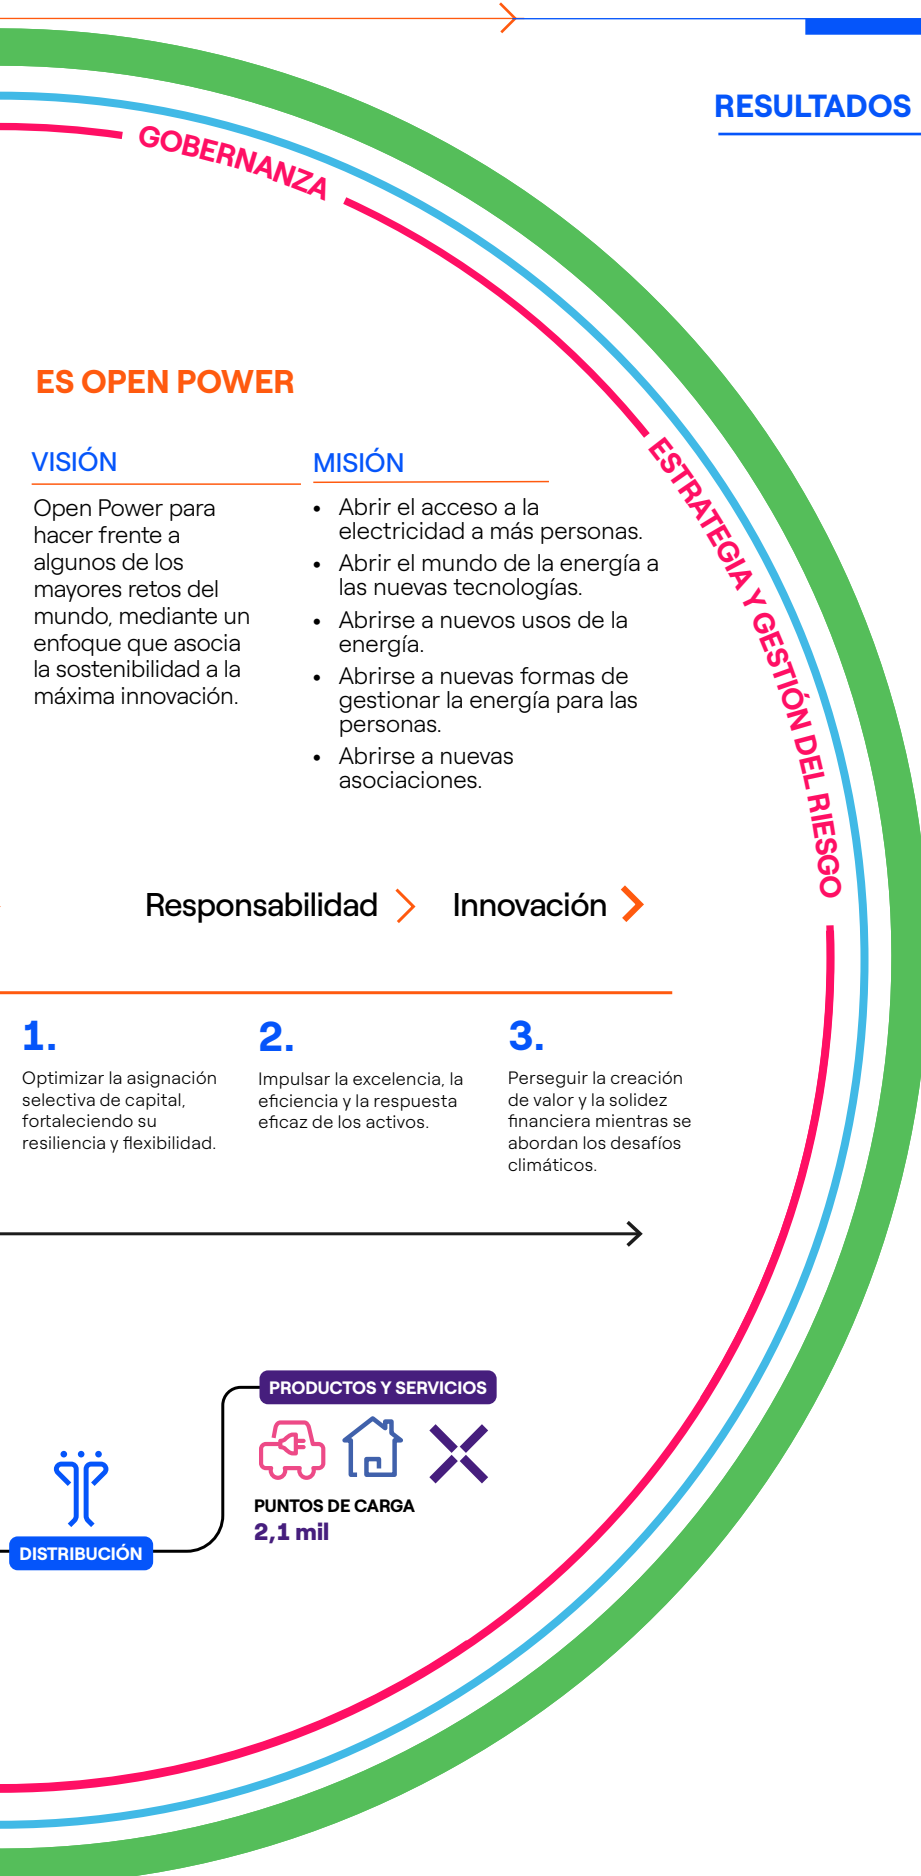 RESULTADOS
GOBERNANZA
ESTRATEGIA Y GESTIÓN DEL RIESGO
ES OPEN POWER
VISIÓN
Open Power para
hacer frente a
algunos de los
mayores retos del
mundo, mediante un
enfoque que asocia
la sostenibilidad a la
máxima innovación.
MISIÓN
• Abrir el acceso a la
electricidad a más personas.
• Abrir el mundo de la energía a
las nuevas tecnologías.
• Abrirse a nuevos usos de la
energía.
• Abrirse a nuevas formas de
gestionar la energía para las
personas.
• Abrirse a nuevas
asociaciones.
Responsabilidad
Innovación
1.
Optimizar la asignación
selectiva de capital,
fortaleciendo su
resiliencia y flexibilidad.
2.
Impulsar la excelencia, la
eficiencia y la respuesta
eficaz de los activos.
3.
Perseguir la creación
de valor y la solidez
financiera mientras se
abordan los desafíos
climáticos.
PRODUCTOS Y SERVICIOS
PUNTOS DE CARGA
2,1 mil
DISTRIBUCIÓN